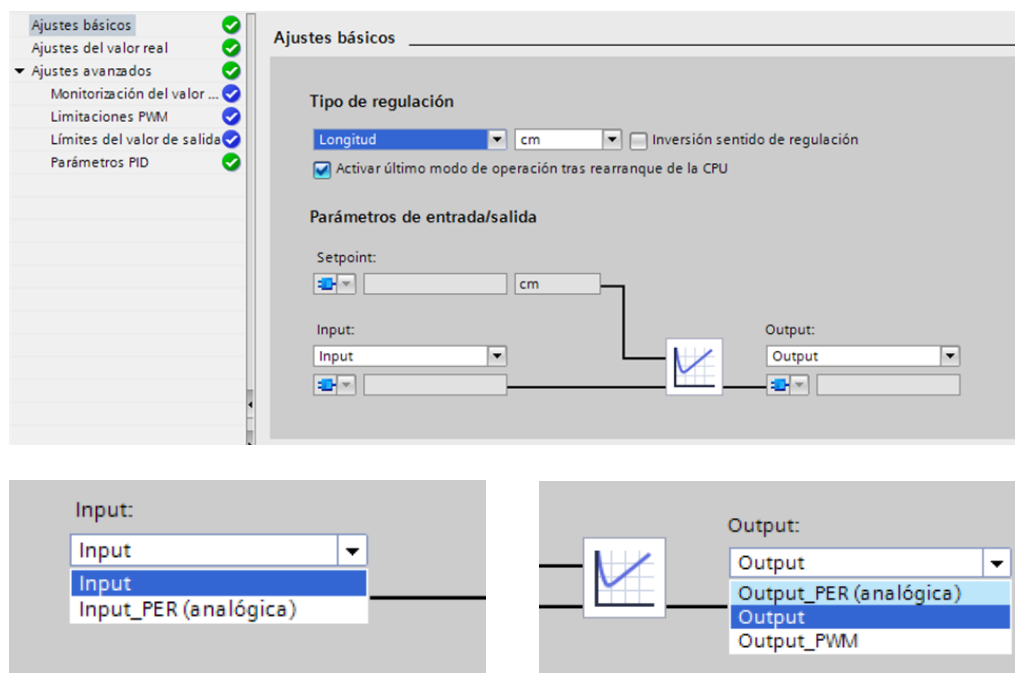 Ajustes básicos
Ajustes del valor real
Ajustes avanzados
Monitorización del valor ...
Limitaciones PWM
Límites del valor de salida
Parámetros PID
Ajustes básicos
Tipo de regulación
Longitud cm Inversión sentido de regulación
Activar último modo de operación tras rearranque de la CPU
Parámetros de entrada/salida
Setpoint:
cm
Input: Output:
Input Output
Input:
Input
Input
Input_PER (analógica)
Output:
Output
Output_PER (analógica)
Output
Output_PWM